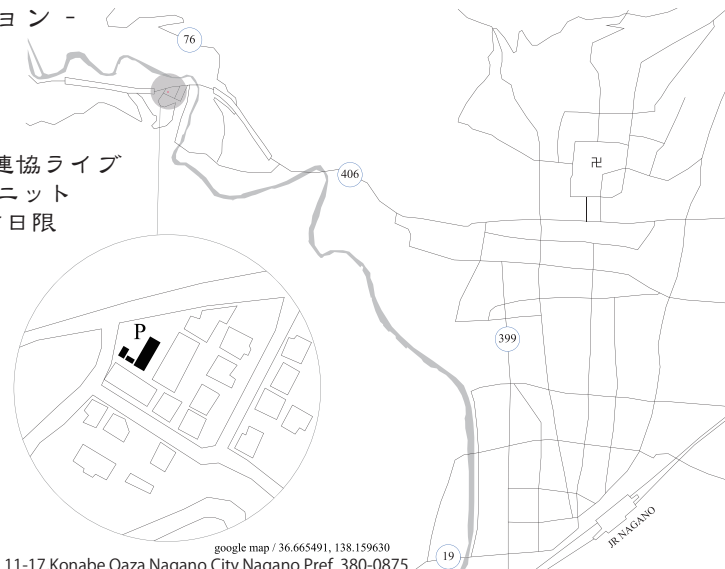 ョン -
76
卍
連協ライブ
ニット
406
日限
P
399
JR NAGANO
google map / 36.665491, 138.159630
19
11-17 Konabe Oaza Nagano City Nagano Pref. 380-0875